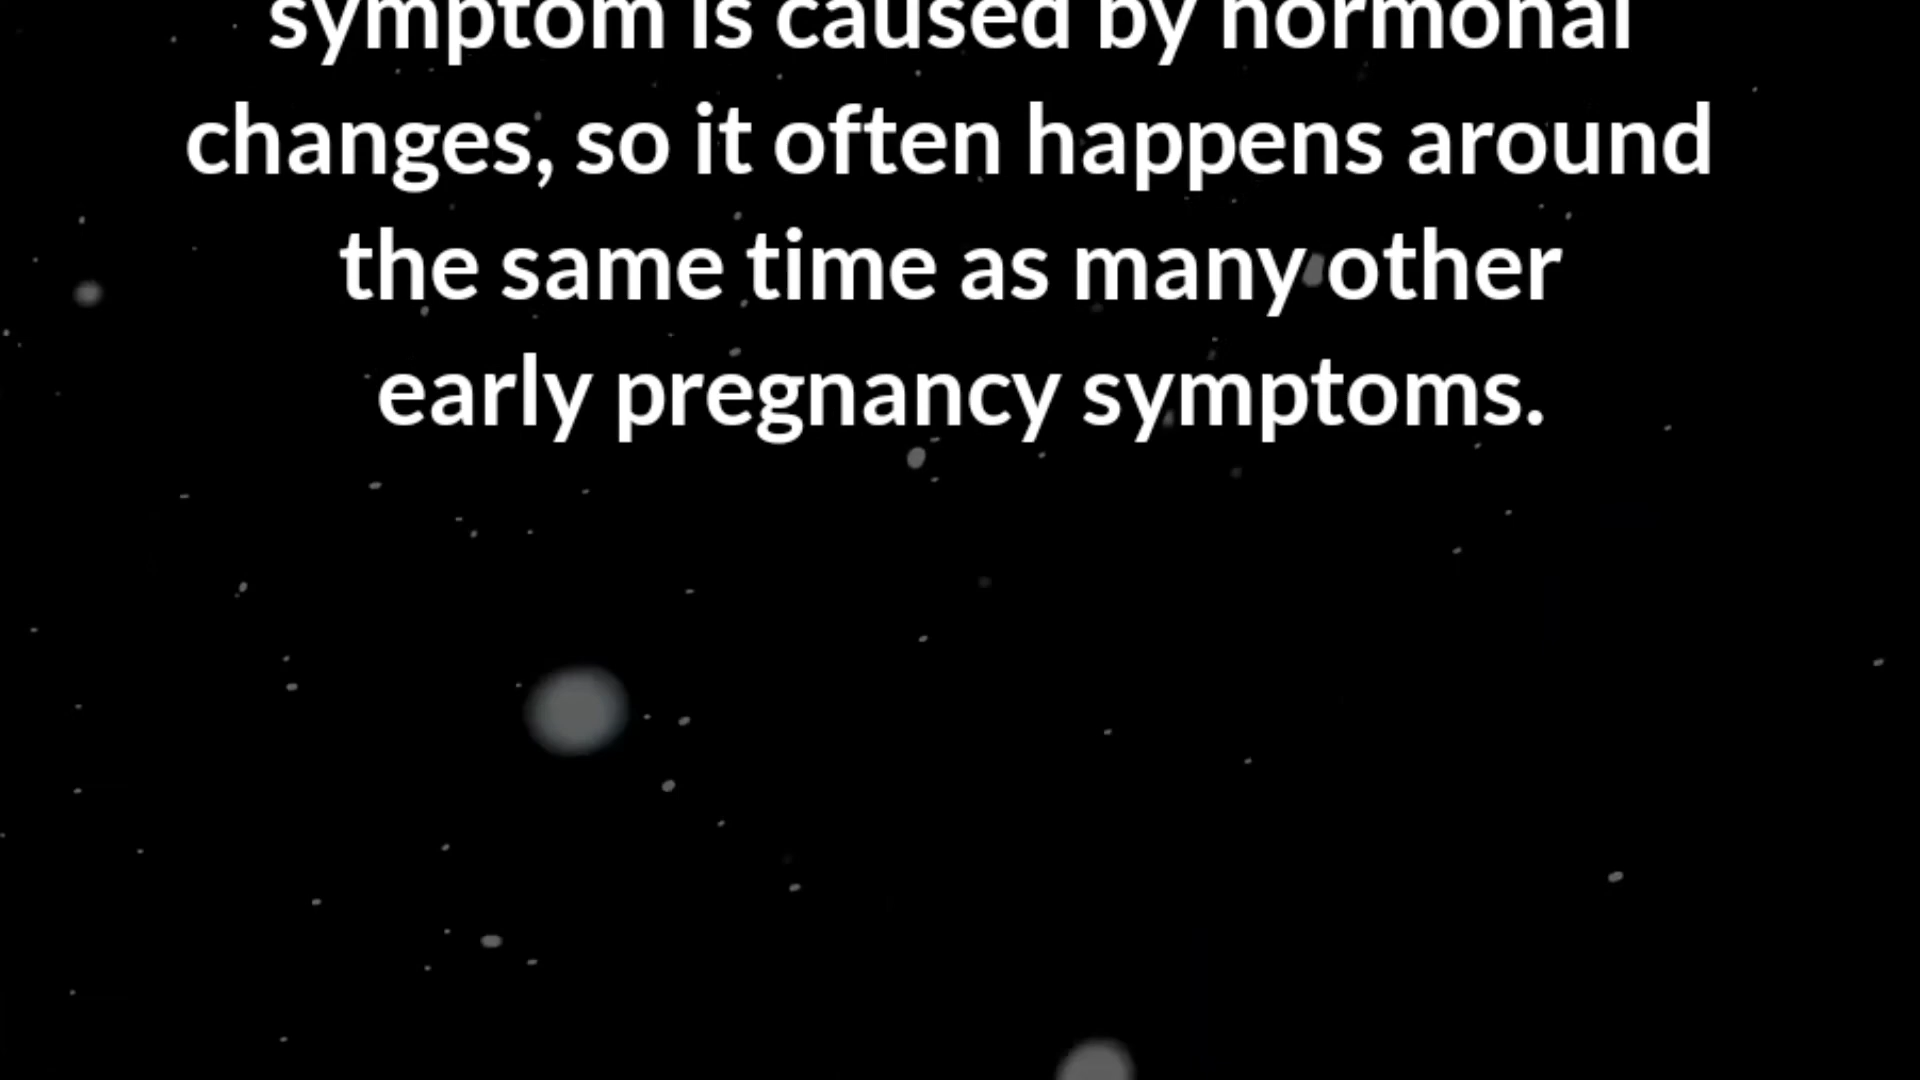 symptom is caused by hormonal
changes, so it often happens around
the same time as many other
early pregnancy symptoms.